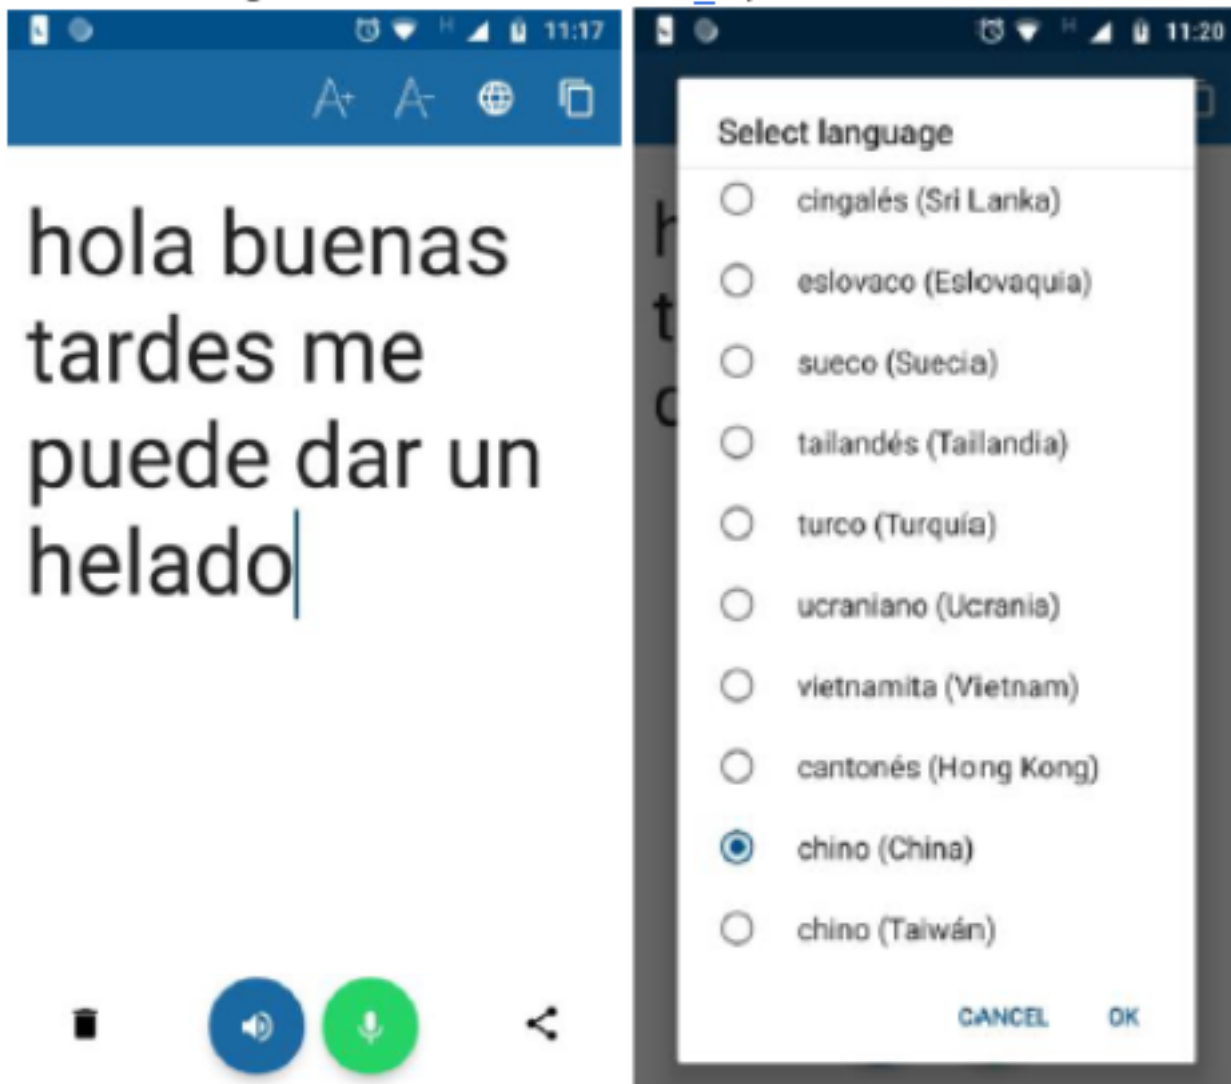 H
11:17
A+ A-
hola buenas
tardes me
puede dar un
helado
H
11:20
Select language
cingalés (Sri Lanka)
eslovaco (Eslovaquia)
sueco (Suecia)
tailandés (Tailandia)
turco (Turquía)
ucraniano (Ucrania)
vietnamita (Vietnam)
cantonés (Hong Kong)
chino (China)
chino (Taiwán)
CANCEL OK